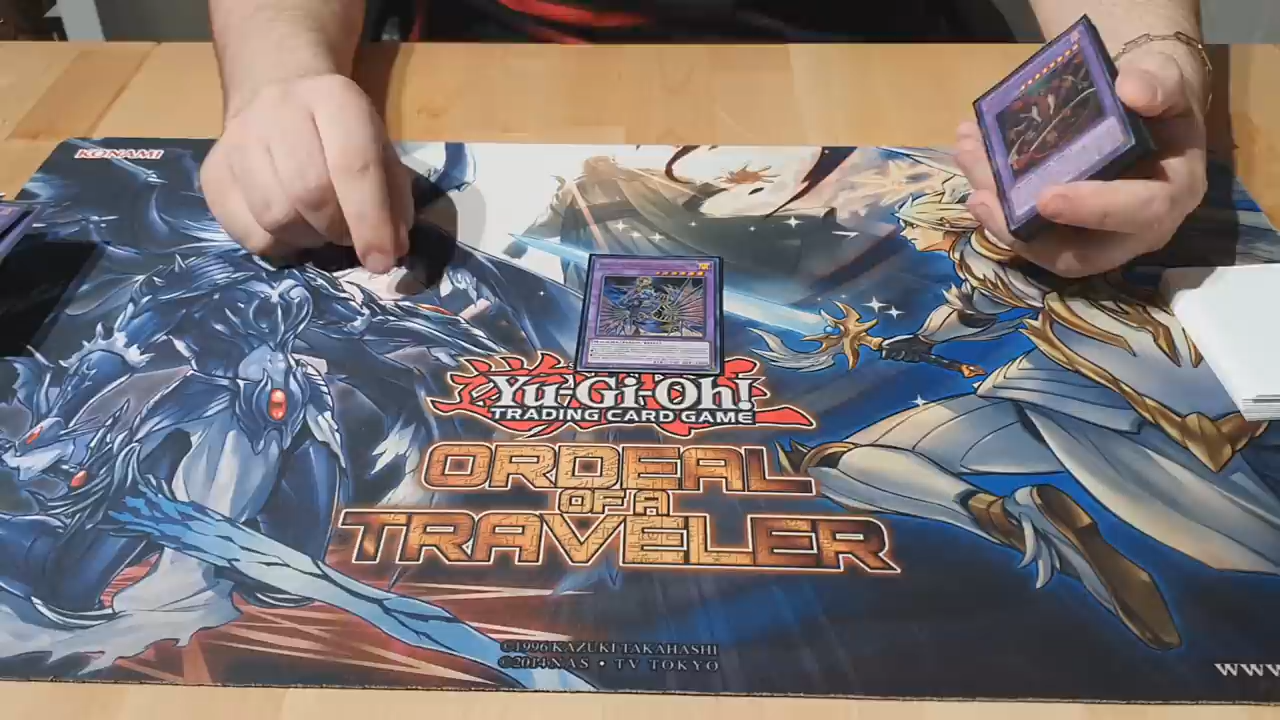 KONAMI
Yu-Gi-Oh!
TRADING CARD GAME
ORDEAL
OF A
TRAVELER
©1996 KAZUKI TAKAHASHI
©2014 NAS • TV TOKYO
WWW